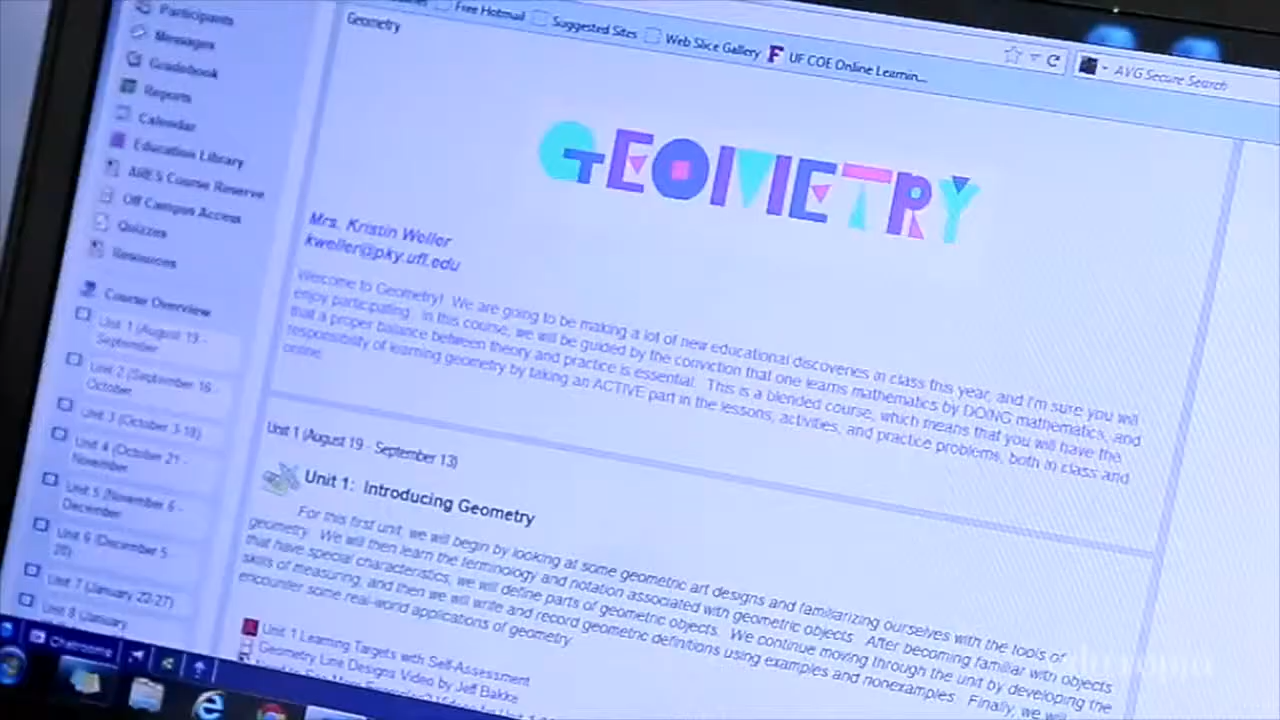 Free Hotmail
Suggested Sites
Web Slice Gallery
UF COE Online Learnin...
AVG Secure Search
Participants
Messages
Gradebook
Reports
Calendar
Education Library
ARES Course Reserve
Off Campus Access
Quizzes
Resources
Course Overview
Unit 1 (August 19 -
September
Unit 2 (September 16 -
October
Unit 3 (October 3-18)
Unit 4 (October 21 -
November
Unit 5 (November 6 -
December
Unit 6 (December 5
20)
Unit 7 (January 22-27)
Unit 8 (January
Geometry
GEOMETRY
Mrs. Kristin Weller
kweller@pky.ufl.edu
Welcome to Geometry! We are going to be making a lot of new educational discoveries in class this year, and I'm sure you will
enjoy participating. In this course, we will be guided by the conviction that one learns mathematics by DOING mathematics, and
that a proper balance between theory and practice is essential. This is a blended course, which means that you will have the
responsibility of learning geometry by taking an ACTIVE part in the lessons, activities, and practice problems, both in class and
online.
Unit 1 (August 19 - September 13)
Unit 1: Introducing Geometry
For this first unit, we will begin by looking at some geometric art designs and familiarizing ourselves with the tools of
geometry. We will then learn the terminology and notation associated with geometric objects. After becoming familiar with objects
that have special characteristics, we will define parts of geometric objects. We continue moving through the unit by developing the
skills of measuring, and then we will write and record geometric definitions using examples and nonexamples. Finally, we will
encounter some real-world applications of geometry
Unit 1 Learning Targets with Self-Assessment
Geometry Line Designs Video by Jeff Bakke